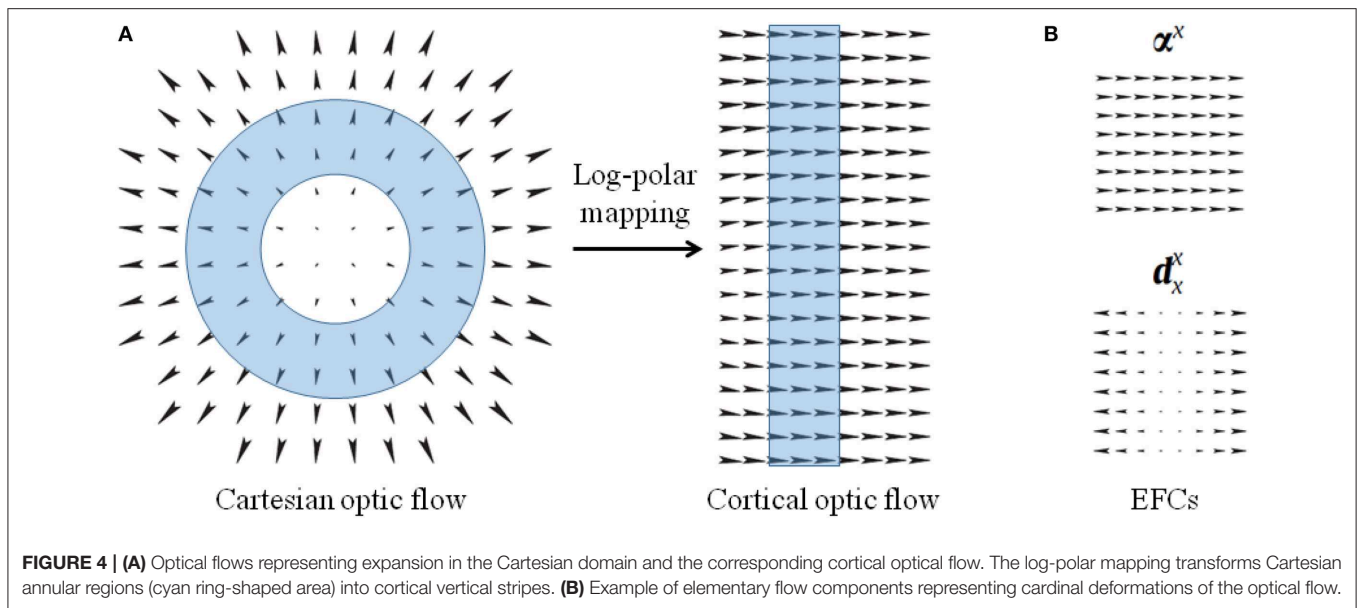 A
Log-polar
mapping
B
αˣ
dₓˣ
Cartesian optic flow
Cortical optic flow
EFCs
FIGURE 4 | (A) Optical flows representing expansion in the Cartesian domain and the corresponding cortical optical flow. The log-polar mapping transforms Cartesian
annular regions (cyan ring-shaped area) into cortical vertical stripes. (B) Example of elementary flow components representing cardinal deformations of the optical flow.